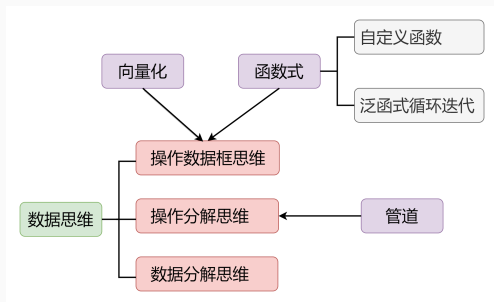 自定义函数
向量化
函数式
泛函式循环迭代
操作数据框思维
数据思维
操作分解思维
管道
数据分解思维